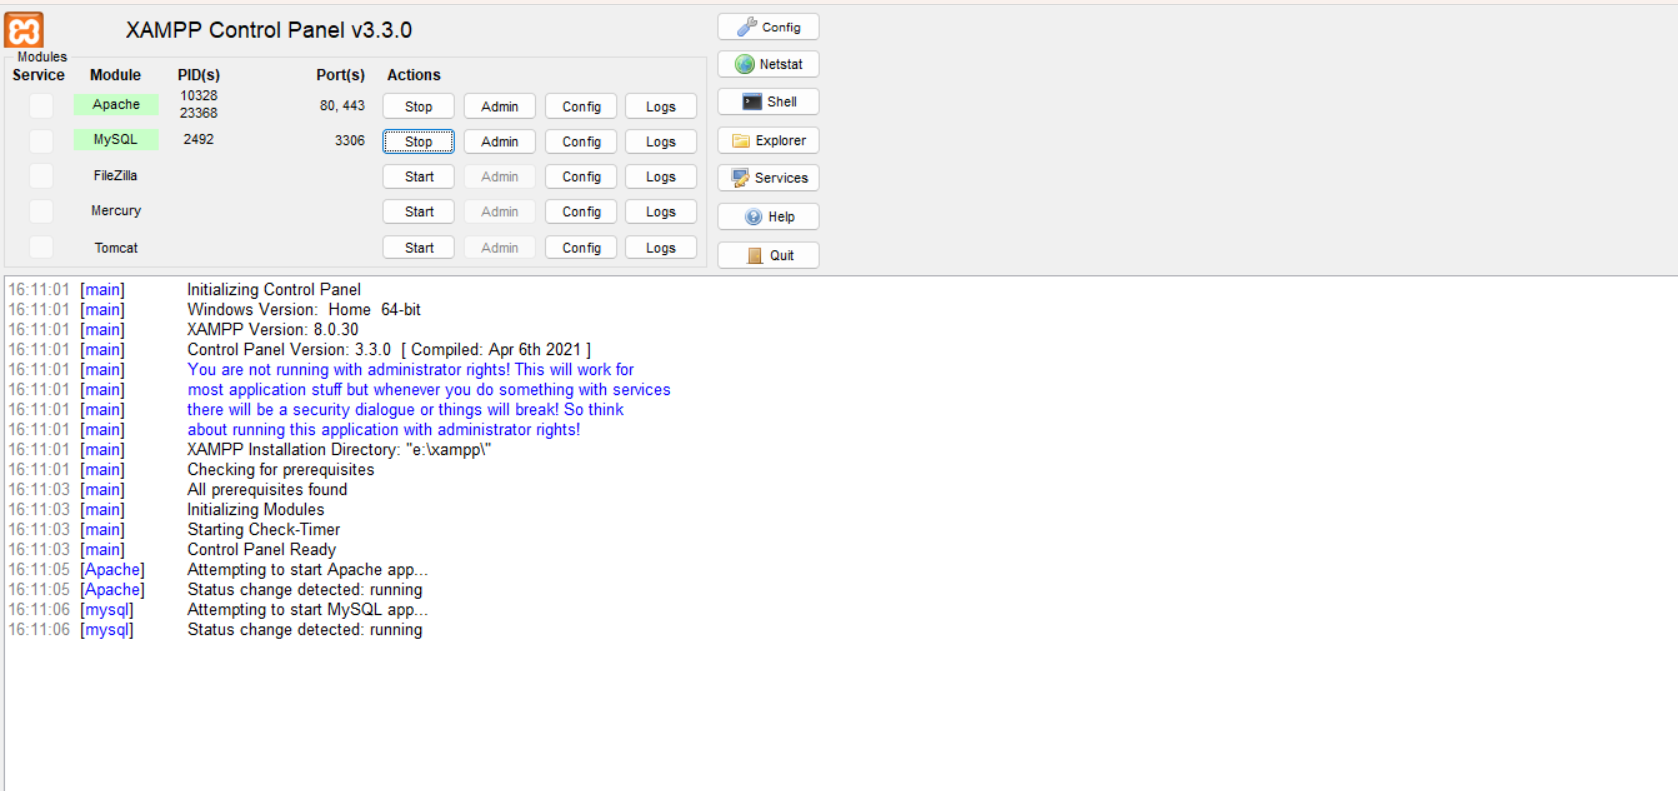 XAMPP Control Panel v3.3.0
Config
Modules
Netstat
Service Module PID(s) Port(s) Actions
Apache 10328 23368 80, 443 Stop Admin Config Logs
Shell
MySQL 2492 3306 Stop Admin Config Logs
Explorer
FileZilla Start Admin Config Logs
Services
Mercury Start Admin Config Logs
Help
Tomcat Start Admin Config Logs
Quit
16:11:01 [main] Initializing Control Panel
16:11:01 [main] Windows Version: Home 64-bit
16:11:01 [main] XAMPP Version: 8.0.30
16:11:01 [main] Control Panel Version: 3.3.0 [ Compiled: Apr 6th 2021 ]
16:11:01 [main] You are not running with administrator rights! This will work for
16:11:01 [main] most application stuff but whenever you do something with services
16:11:01 [main] there will be a security dialogue or things will break! So think
16:11:01 [main] about running this application with administrator rights!
16:11:01 [main] XAMPP Installation Directory: "e:\xampp\"
16:11:01 [main] Checking for prerequisites
16:11:03 [main] All prerequisites found
16:11:03 [main] Initializing Modules
16:11:03 [main] Starting Check-Timer
16:11:03 [main] Control Panel Ready
16:11:05 [Apache] Attempting to start Apache app...
16:11:05 [Apache] Status change detected: running
16:11:06 [mysql] Attempting to start MySQL app...
16:11:06 [mysql] Status change detected: running